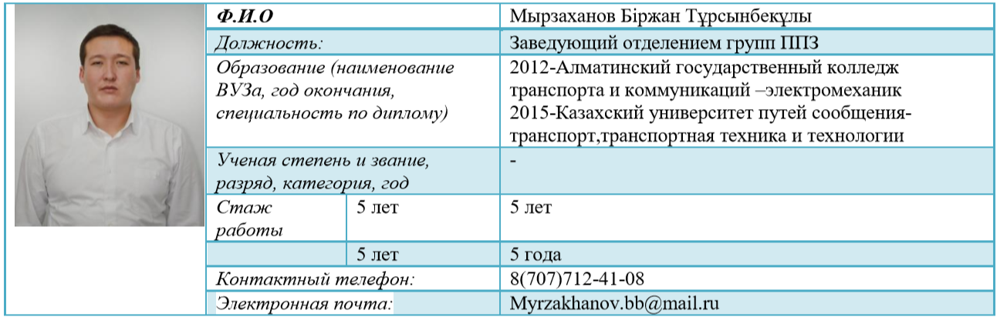 Ф.И.О
Мырзаханов Біржан Тұрсынбекұлы
Должность:
Заведующий отделением групп ППЗ
Образование (наименование
ВУЗа, год окончания,
специальность по диплому)
2012-Алматинский государственный колледж
транспорта и коммуникаций –электромеханик
2015-Казахский университет путей сообщения-
транспорт,транспортная техника и технологии
Ученая степень и звание,
разряд, категория, год
-
Стаж
работы
5 лет
5 лет
5 лет
5 года
Контактный телефон:
8(707)712-41-08
Электронная почта:
Myrzakhanov.bb@mail.ru